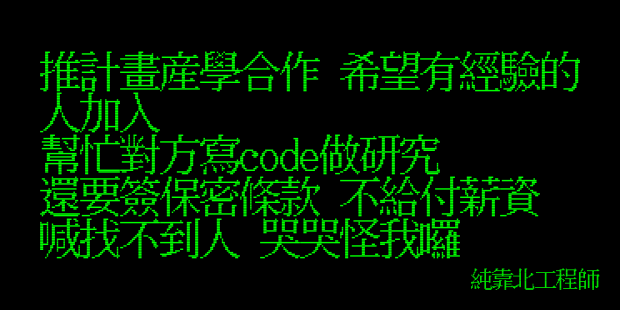 推計畫産學合作 希望有經驗的
人加入
幫忙對方寫code做研究
還要簽保密條款 不給付薪資
喊找不到人 哭哭怪我囉
純靠北工程師